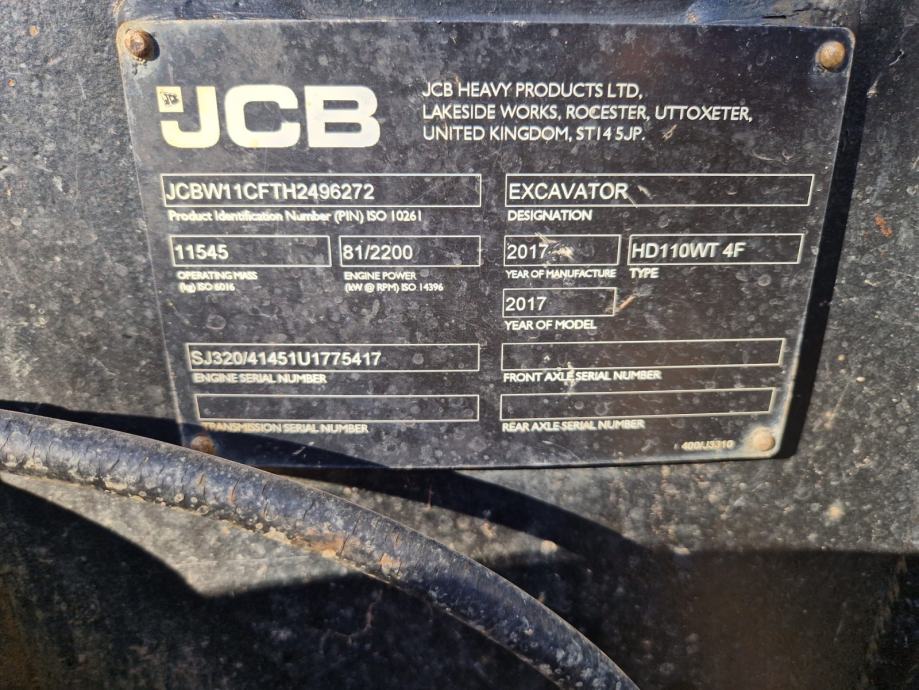 JCB
JCB HEAVY PRODUCTS LTD,
LAKESIDE WORKS, ROCESTER, UTTOXETER,
UNITED KINGDOM, ST14 5JP.
JCBW11CFTH2496272
Product Identification Number (PIN) ISO 10261
EXCAVATOR
DESIGNATION
11545
OPERATING MASS
(kg) ISO 6016
81/2200
ENGINE POWER
(kW @ RPM) ISO 14396
2017
YEAR OF MANUFACTURE
HD110WT 4F
TYPE
2017
YEAR OF MODEL
SJ320/41451U1775417
ENGINE SERIAL NUMBER
FRONT AXLE SERIAL NUMBER
TRANSMISSION SERIAL NUMBER
REAR AXLE SERIAL NUMBER